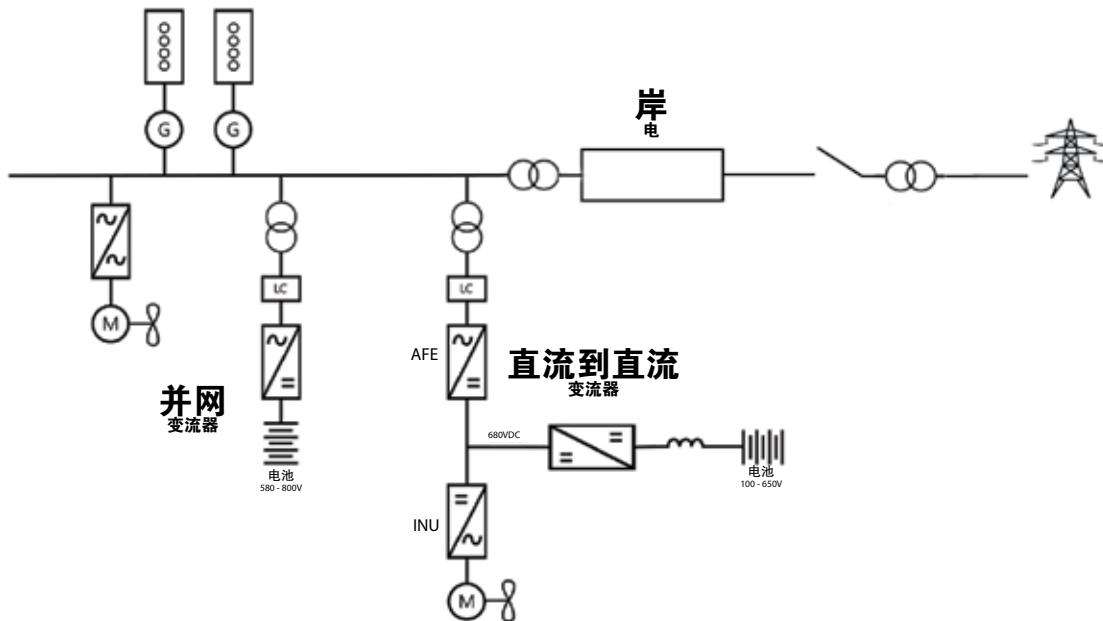 G
G
岸
电
M
LC
LC
AFE
并网
变流器
直流到直流
变流器
电池
580 - 800V
680VDC
电池
100 - 650V
INU
M